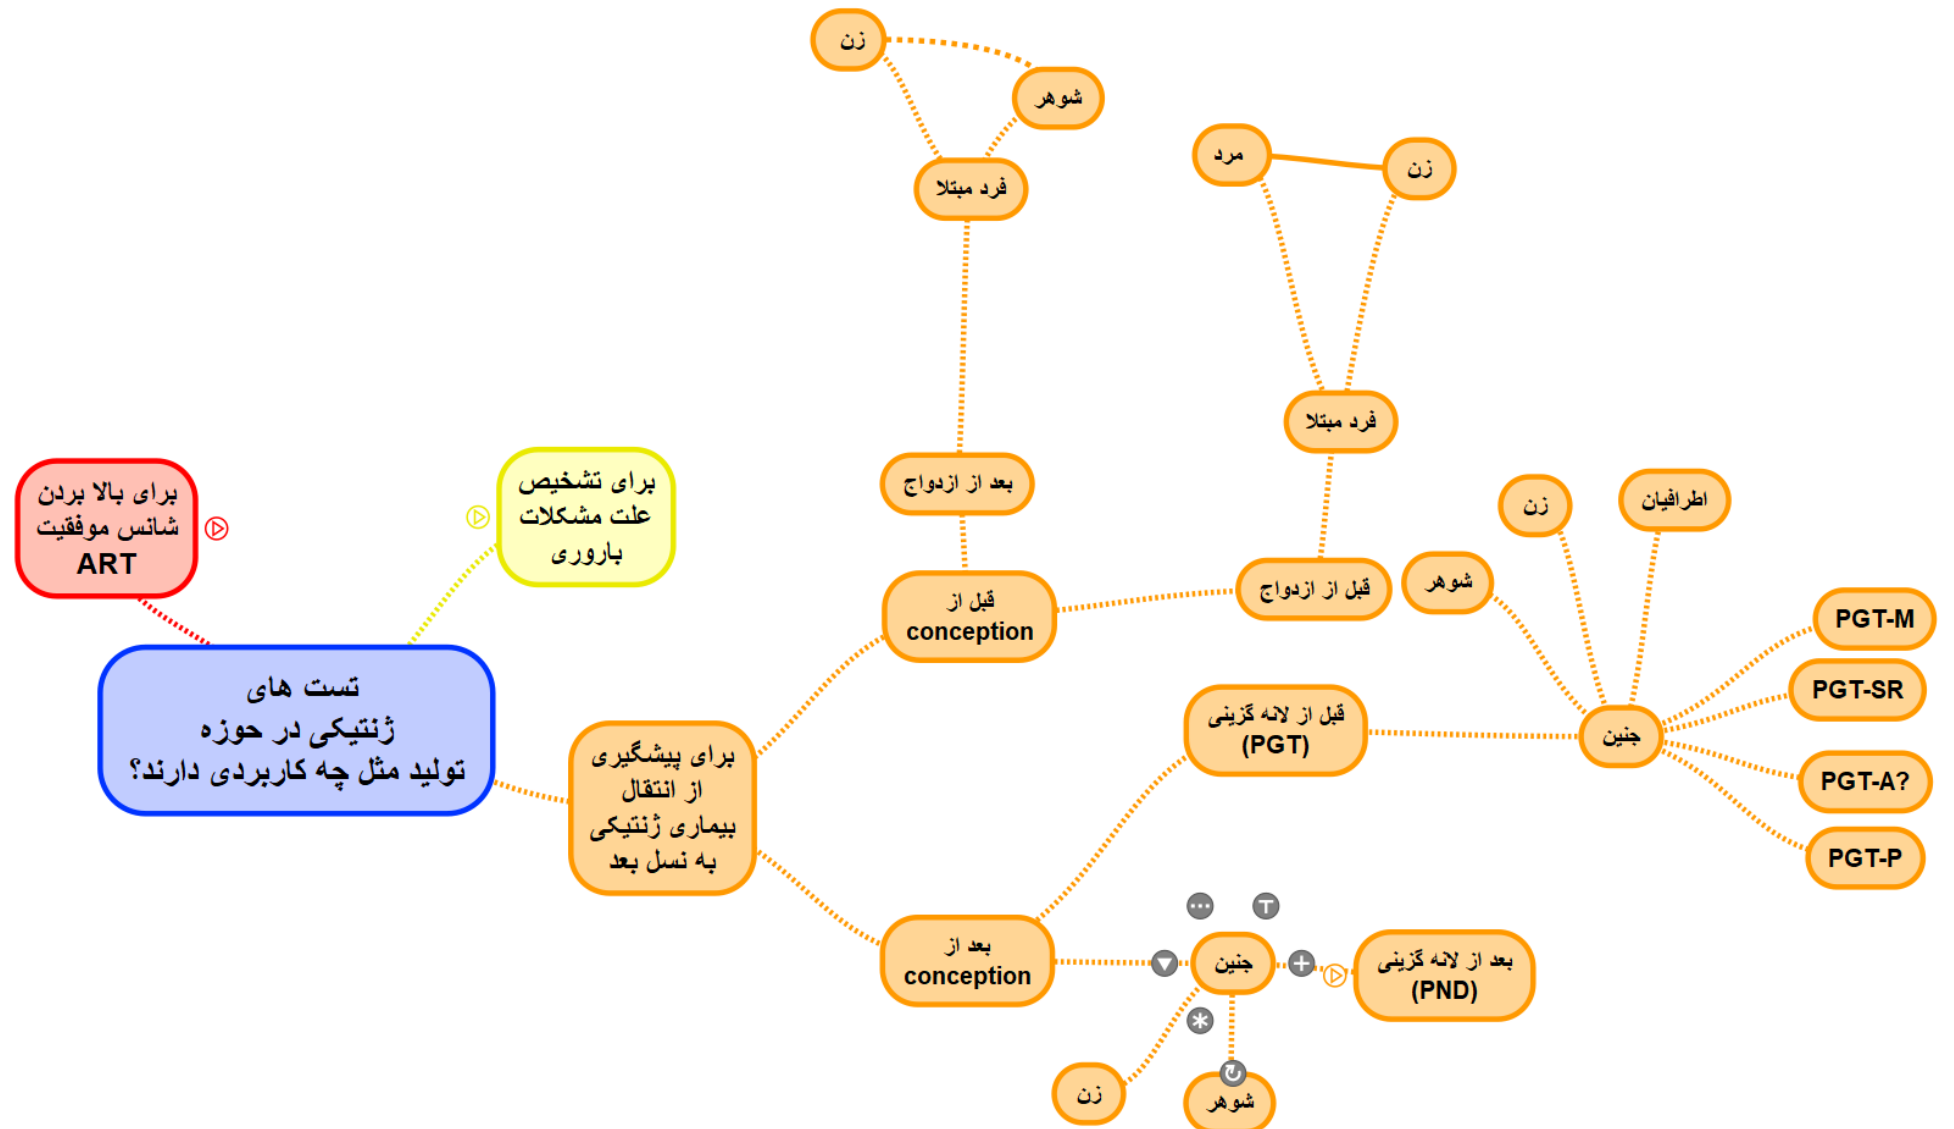 زن
شوهر
فرد مبتلا
مرد
زن
فرد مبتلا
بعد از ازدواج
قبل از ازدواج
برای بالا بردن
شانس موفقیت
ART
برای تشخیص
علت مشکلات
باروری
تست های
ژنتیکی در حوزه
تولید مثل چه کاربردی دارند؟
برای پیشگیری
از انتقال
بیماری ژنتیکی
به نسل بعد
قبل از
conception
بعد از
conception
قبل از لانه گزینی
(PGT)
جنین
شوهر
زن
اطرافیان
PGT-M
PGT-SR
PGT-A?
PGT-P
جنین
بعد از لانه گزینی
(PND)
زن
شوهر